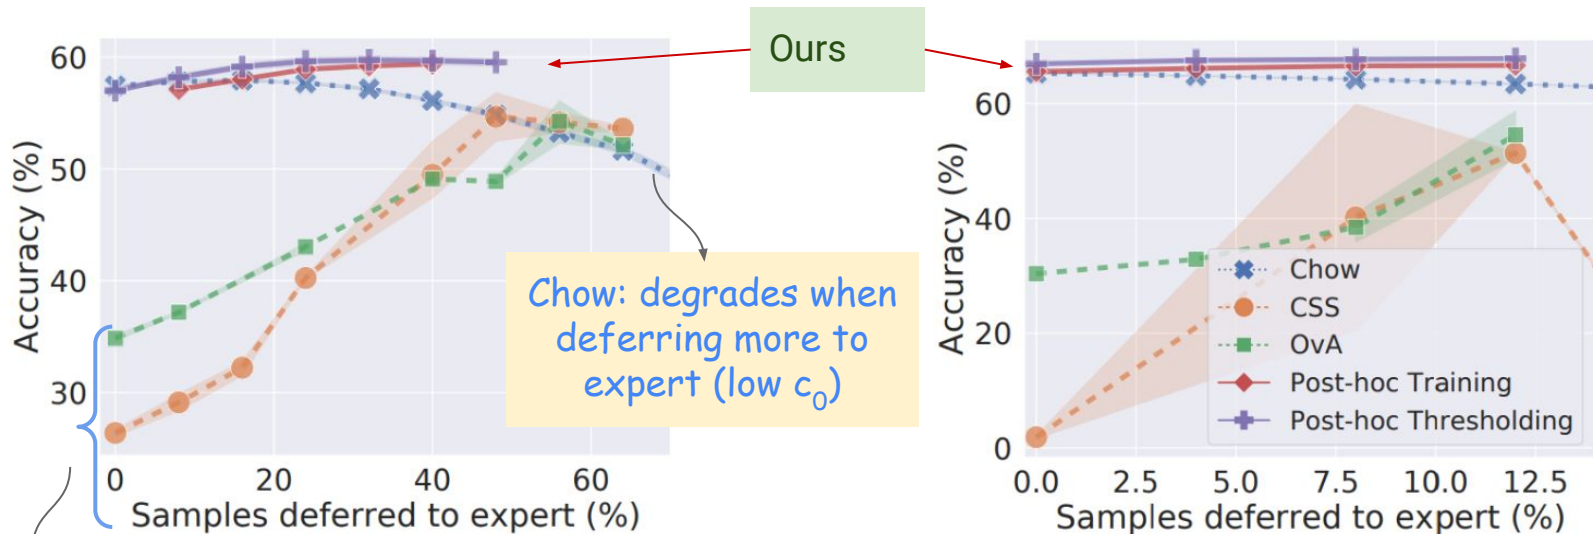 Ours
60
50
40
30
Accuracy (%)
0 20 40 60
Samples deferred to expert (%)
Chow: degrades when
deferring more to
expert (low c₀)
60
40
20
0
Accuracy (%)
Chow
CSS
OvA
Post-hoc Training
Post-hoc Thresholding
0.0 2.5 5.0 7.5 10.0 12.5
Samples deferred to expert (%)